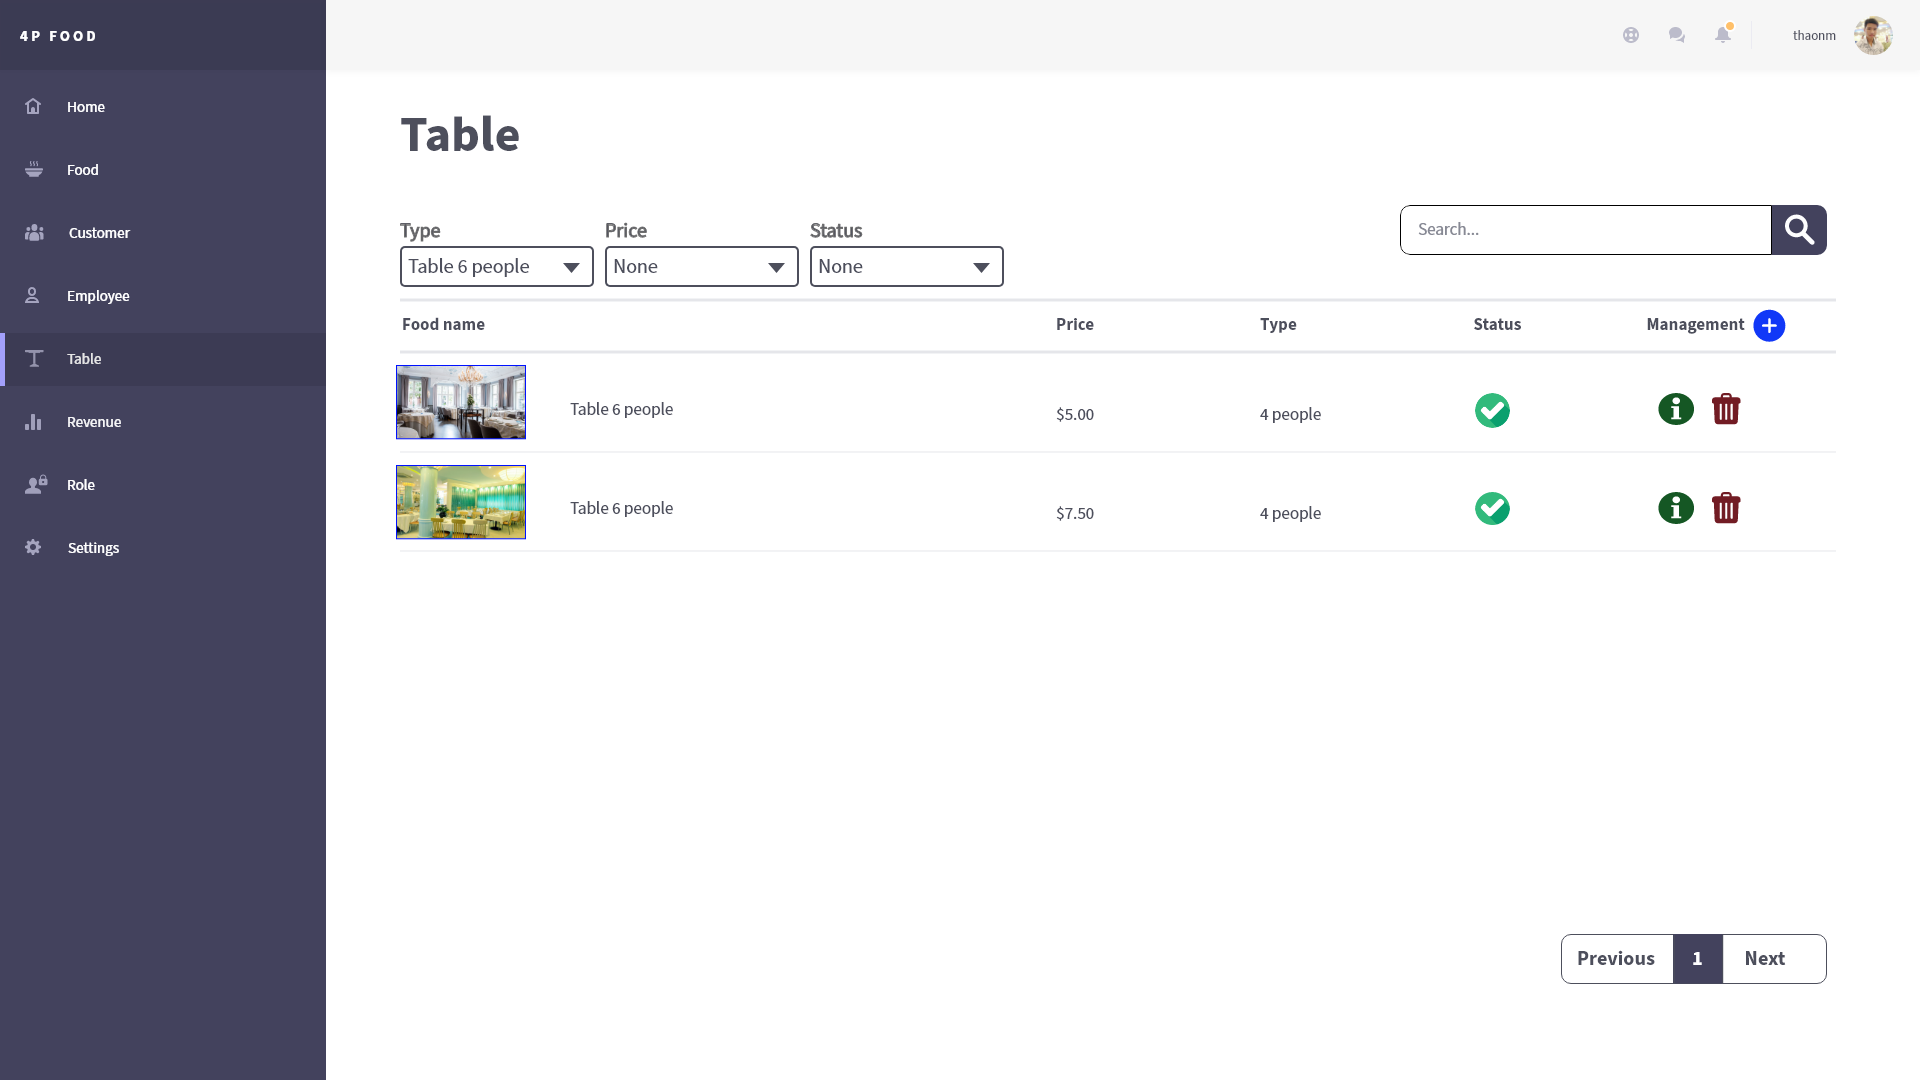 4P FOOD
thaonm
Home
Food
Customer
Employee
Table
Revenue
Role
Settings
Table
Type
Price
Status
Table 6 people
None
None
Search...
Food name
Price
Type
Status
Management
Table 6 people
$5.00
4 people
Table 6 people
$7.50
4 people
Previous
1
Next